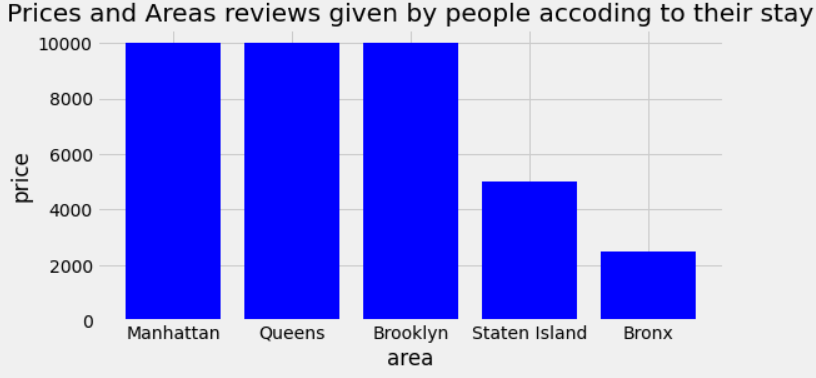 Prices and Areas reviews given by people accoding to their stay
10000
8000
6000
4000
2000
0
price
Manhattan Queens Brooklyn Staten Island Bronx
area